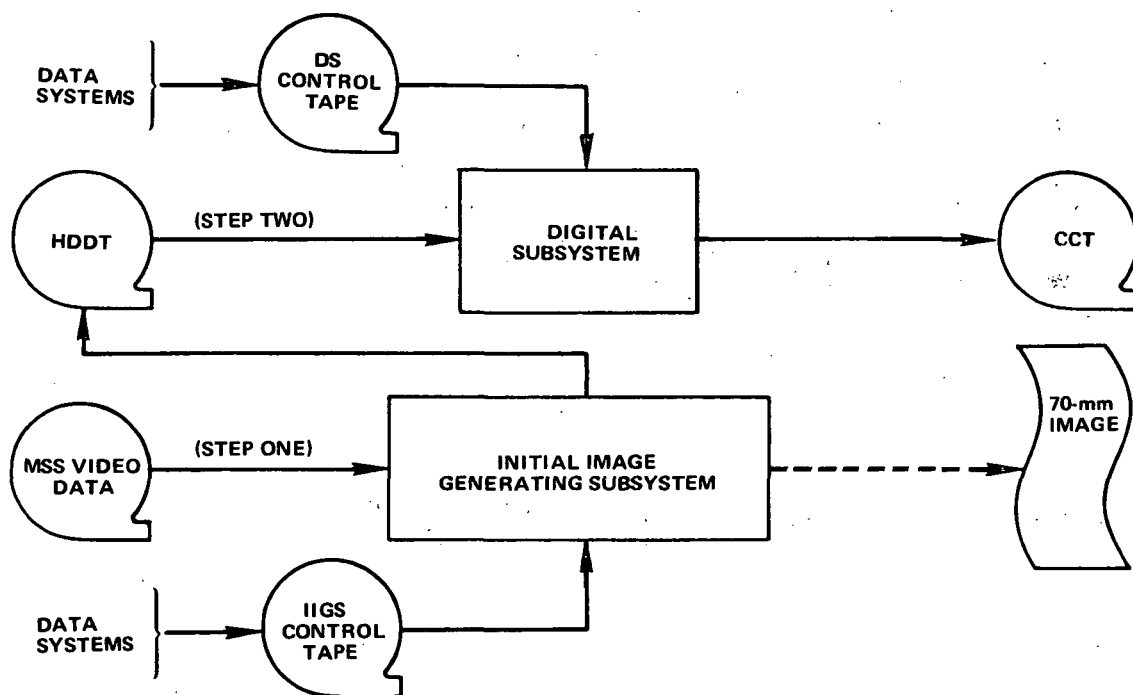 DATA
SYSTEMS
DS
CONTROL
TAPE
HDDT
(STEP TWO)
DIGITAL
SUBSYSTEM
CCT
MSS VIDEO
DATA
(STEP ONE)
INITIAL IMAGE
GENERATING SUBSYSTEM
70-mm
IMAGE
DATA
SYSTEMS
IIGS
CONTROL
TAPE